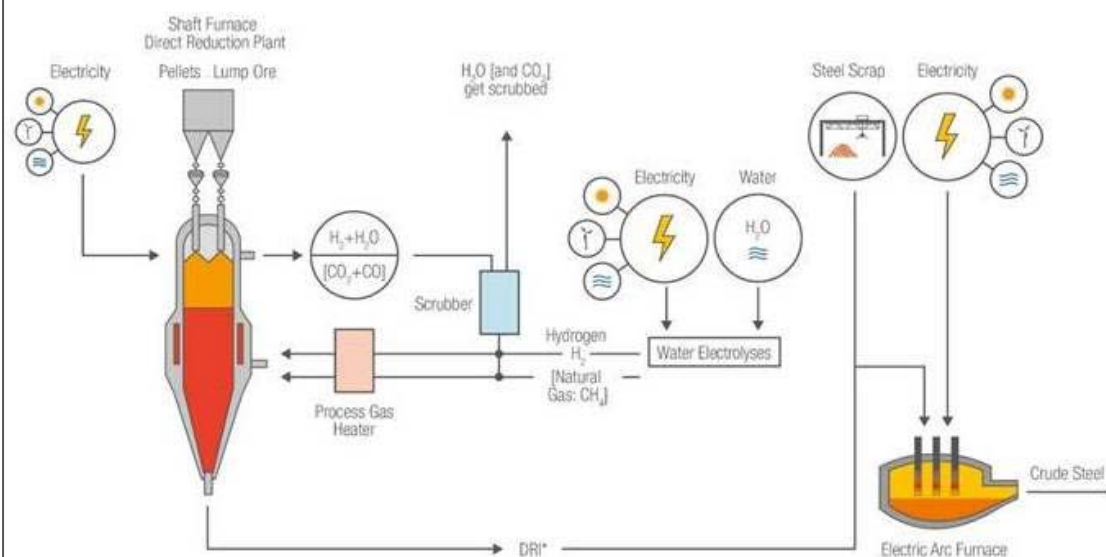 Shaft Furnace
Direct Reduction Plant
Electricity
Pellets
Lump Ore
H₂O [and CO₂]
get scrubbed
Steel Scrap
Electricity
Electricity
Water
H₂O
H₂+H₂O
[CO₂+CO]
Scrubber
Hydrogen
H₂
[Natural
Gas: CH₄]
Water Electrolyses
Process Gas
Heater
Crude Steel
DRI*
Electric Arc Furnace